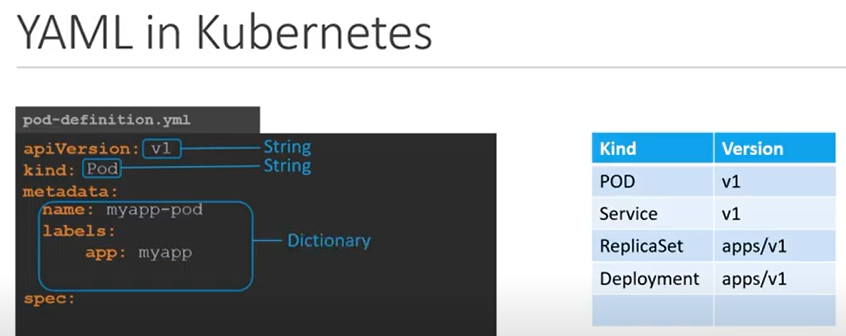 YAML in Kubernetes
pod-definition.yml
apiVersion: v1 String
kind: Pod String
metadata:
name: myapp-pod
labels:
Dictionary
app: myapp
spec:
Kind Version
POD v1
Service v1
ReplicaSet apps/v1
Deployment apps/v1